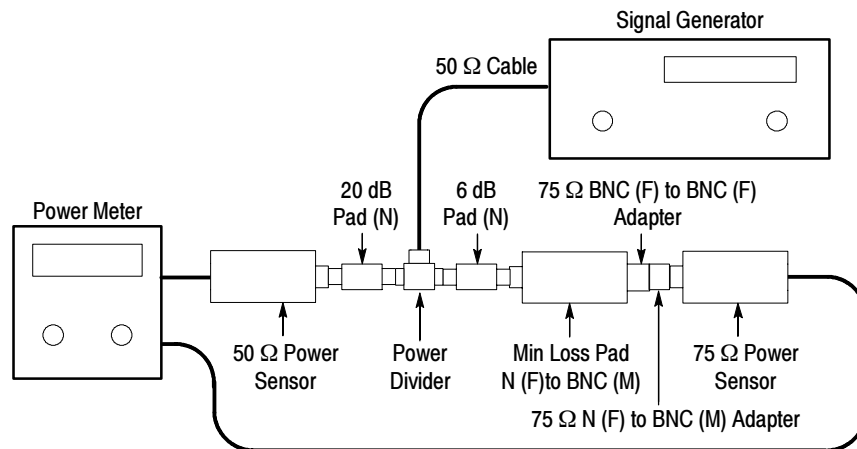 Signal Generator
50 Ω Cable
20 dB
Pad (N)
6 dB
Pad (N)
75 Ω BNC (F) to BNC (F)
Adapter
Power Meter
50 Ω Power
Sensor
Power
Divider
Min Loss Pad
N (F)to BNC (M)
75 Ω Power
Sensor
75 Ω N (F) to BNC (M) Adapter